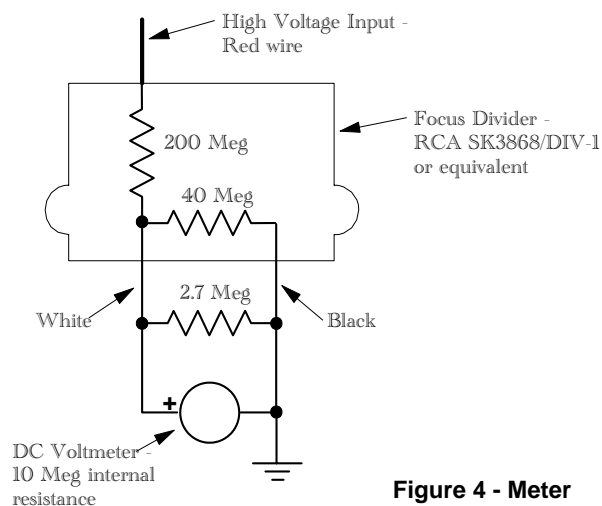 High Voltage Input -
Red wire
Focus Divider -
RCA SK3868/DIV-1
or equivalent
200 Meg
40 Meg
2.7 Meg
White
Black
+
DC Voltmeter -
10 Meg internal
resistance
Figure 4 - Meter